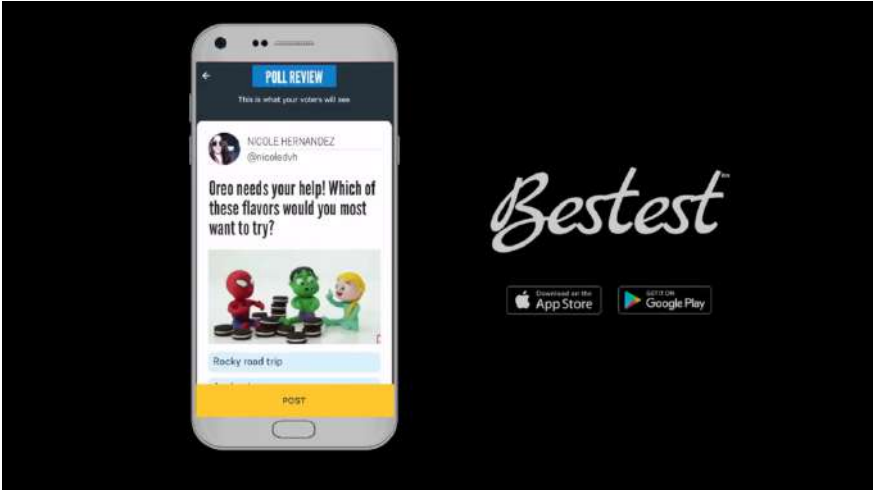 POLL REVIEW
This is what your voters will see
NICOLE HERNANDEZ
@nicoledvh
Oreo needs your help! Which of
these flavors would you most
want to try?
Rocky road trip
POST
Bestest
Download on the
App Store
GET IT ON
Google Play